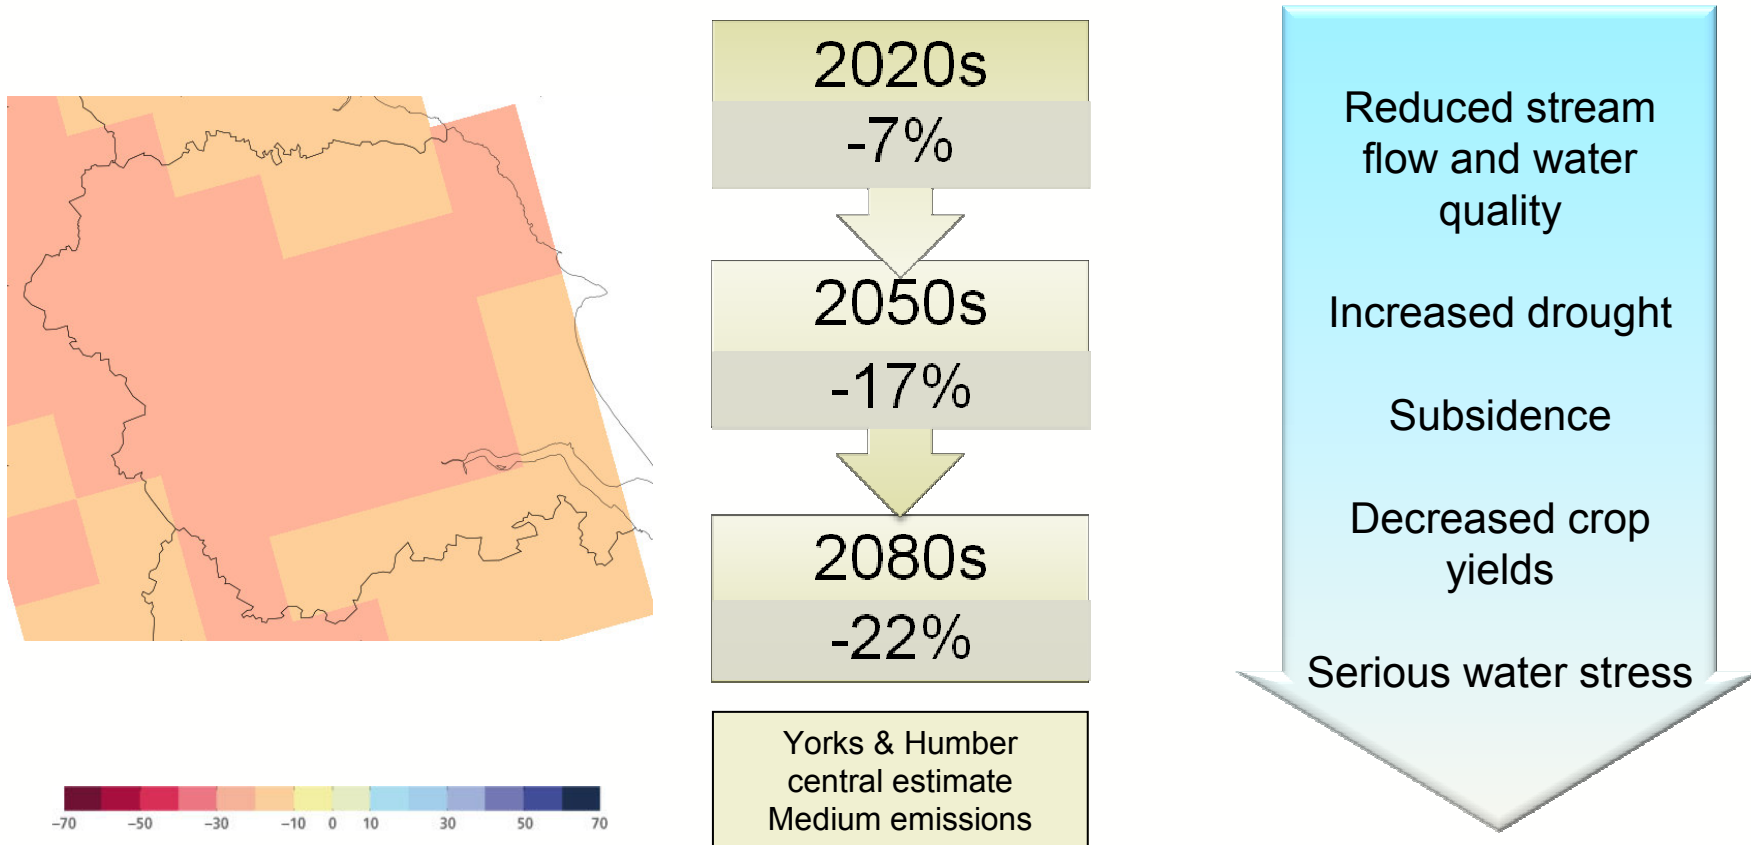 2020s
-7%
2050s
-17%
2080s
-22%
Yorks & Humber
central estimate
Medium emissions
Reduced stream
flow and water
quality
Increased drought
Subsidence
Decreased crop
yields
Serious water stress
-70 -50 -30 -10 0 10 30 50 70